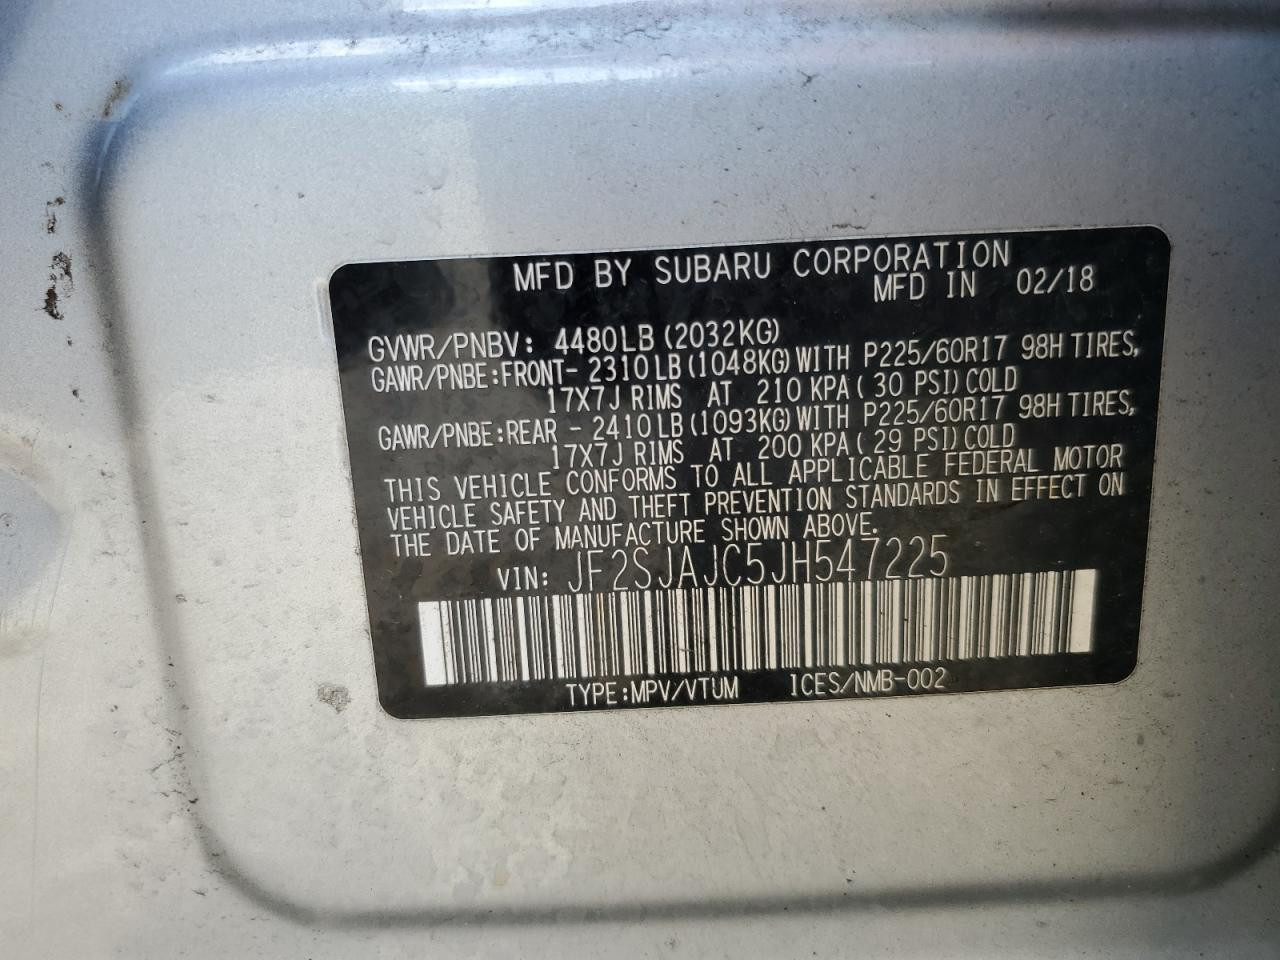 MFD BY SUBARU CORPORATION
MFD IN 02/18
GVWR/PNBV: 4480LB (2032KG)
GAWR/PNBE:FRONT- 2310LB (1048KG)WITH P225/60R17 98H TIRES,
17X7J RIMS AT 210 KPA( 30 PSI)COLD
GAWR/PNBE:REAR - 2410LB (1093KG)WITH P225/60R17 98H TIRES,
17X7J RIMS AT 200 KPA( 29 PSI)COLD
THIS VEHICLE CONFORMS TO ALL APPLICABLE FEDERAL MOTOR
VEHICLE SAFETY AND THEFT PREVENTION STANDARDS IN EFFECT ON
THE DATE OF MANUFACTURE SHOWN ABOVE.
VIN: JF2SJAJC5JH547225
TYPE:MPV/VTUM ICES/NMB-002